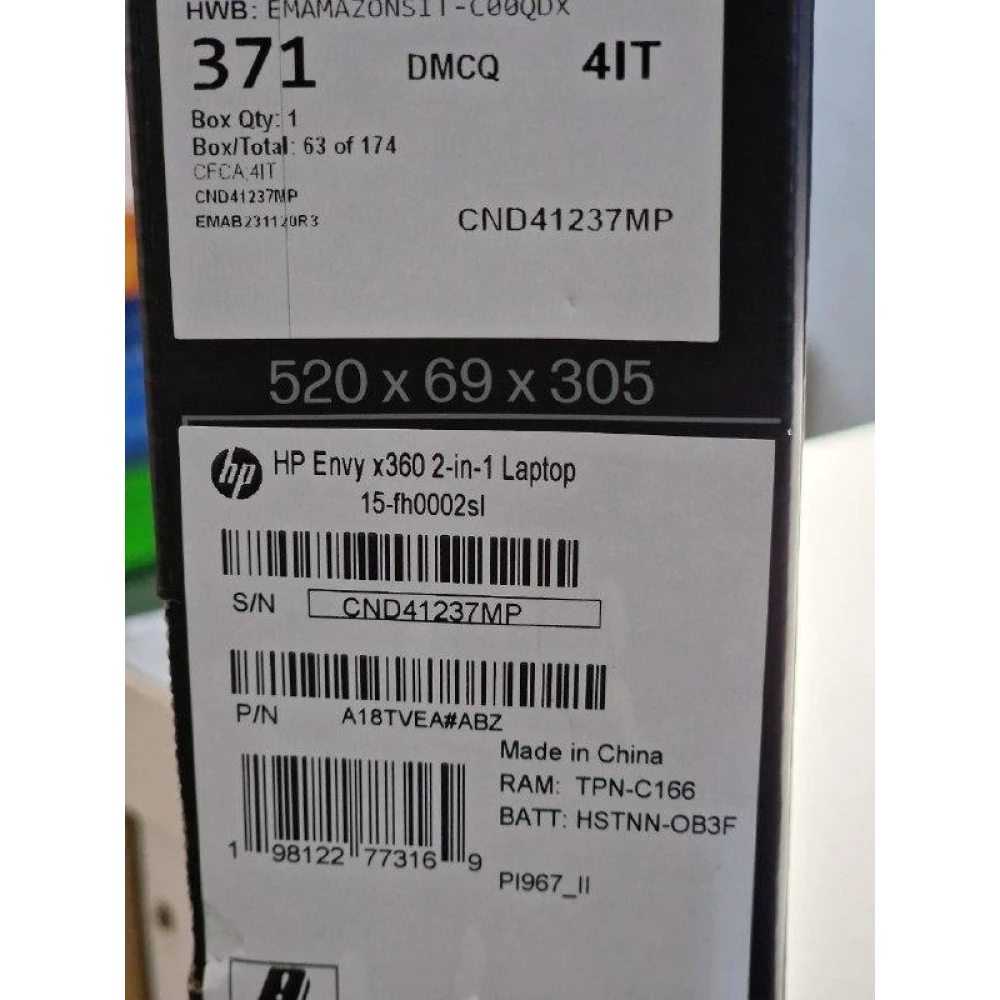 HWB: EMAMAZONSIT-C00QDX
371 DMCQ 4IT
Box Qty: 1
Box/Total: 63 of 174
CFCA,4IT
CND41237MP
EMAB231120R3
CND41237MP
520 x 69 x 305
hp HP Envy x360 2-in-1 Laptop
15-fh0002sl
S/N CND41237MP
P/N A18TVEA#ABZ
Made in China
RAM: TPN-C166
BATT: HSTNN-OB3F
1 98122 77316 9
PI967_II